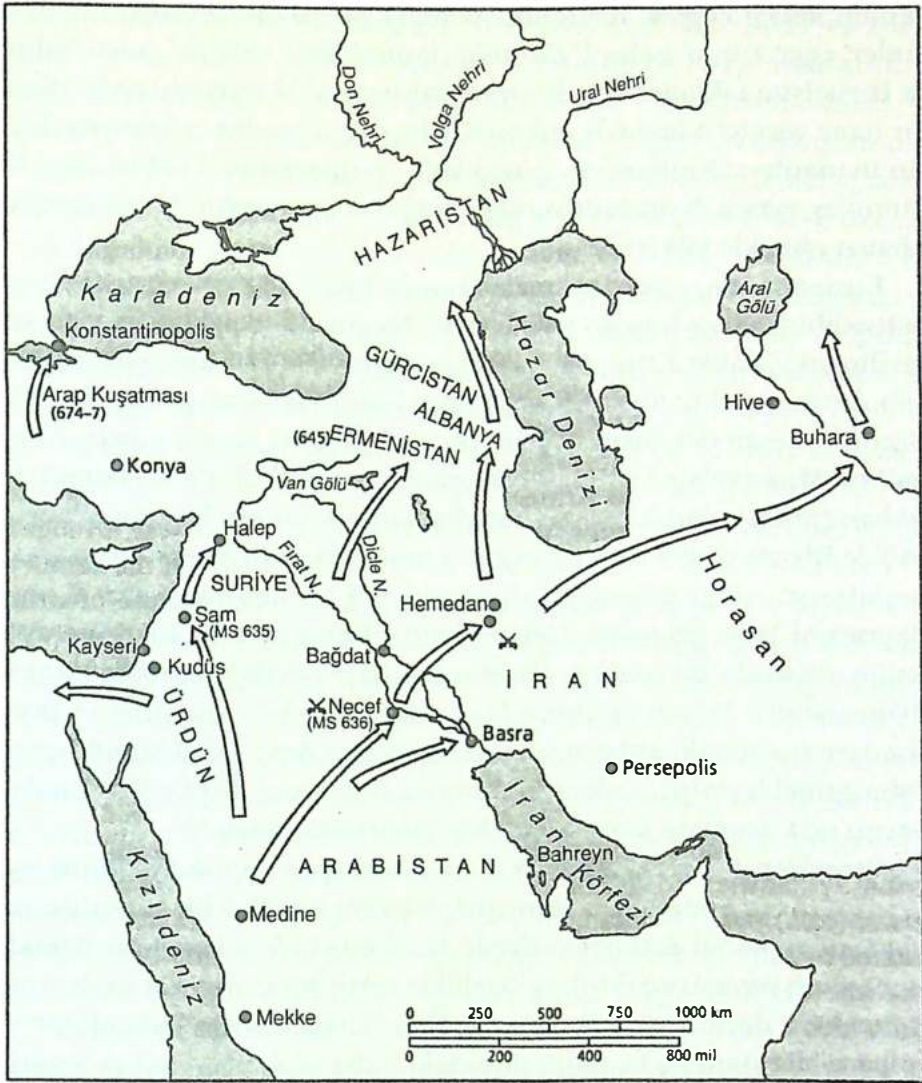 Don Nehri
Volga Nehri
Ural Nehri
HAZARİSTAN
Karadeniz
Aral
Gölü
Konstantinopolis
Hazar Denizi
GÜRCİSTAN
Arap Kuşatması
(674-7)
ALBANYA
Hive
(645) ERMENİSTAN
Buhara
Konya
Van Gölü
Halep
Fırat N.
Dicle N.
SURİYE
Horasan
Hemedan
Şam
(MS 635)
Kayseri
Bağdat
Kudüs
İRAN
ÜRDÜN
Necef
(MS 636)
Basra
Persepolis
İran Körfezi
Kızıldeniz
ARABİSTAN
Bahreyn
Medine
Mekke
0 250 500 750 1000 km
0 200 400 800 mil